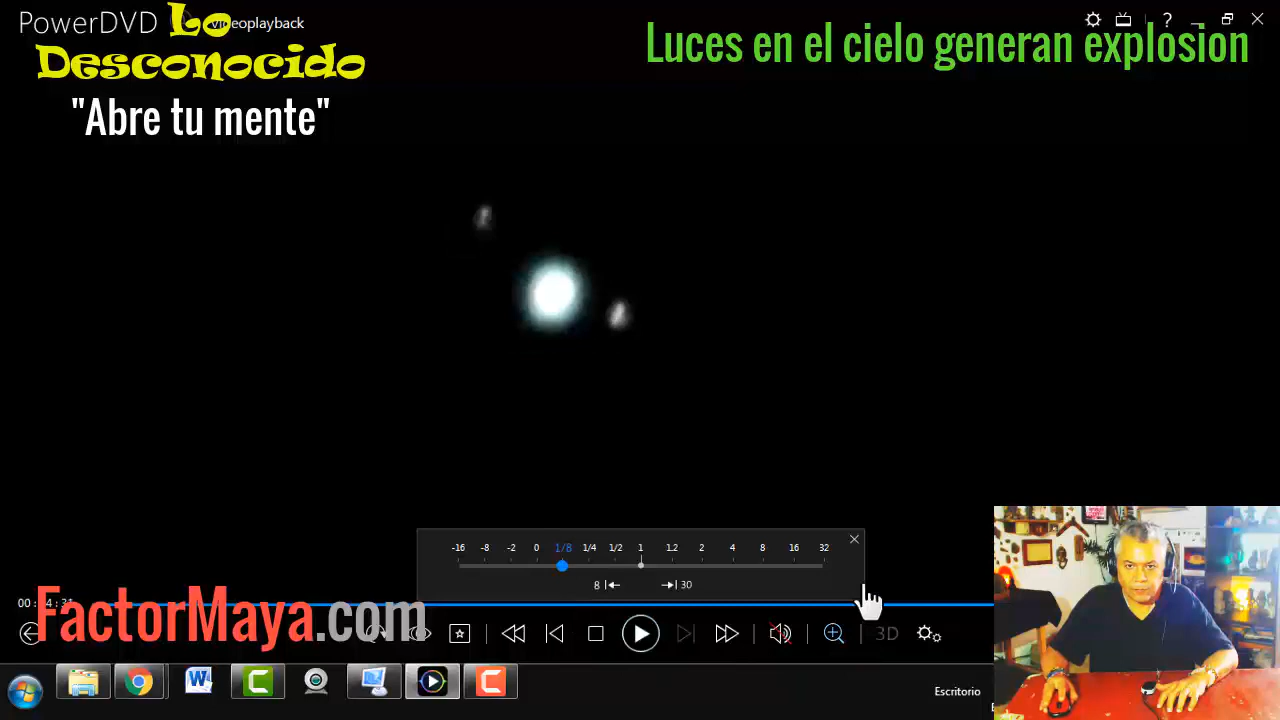 PowerDVD
Lo
videoplayback
Desconocido
"Abre tu mente"
Luces en el cielo generan explosion
?
-16 -8 -2 0 1/8 1/4 1/2 1 1.2 2 4 8 16 32
8 30
FactorMaya.com
3D
Escritorio